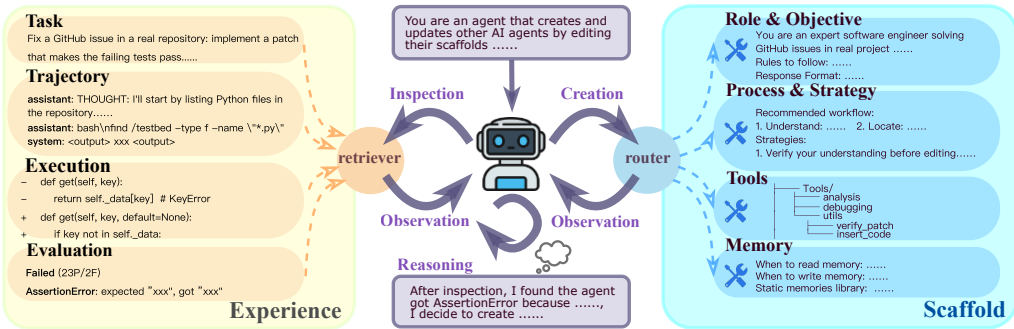 Task
Fix a GitHub issue in a real repository: implement a patch
that makes the failing tests pass......
Trajectory
assistant: THOUGHT: I'll start by listing Python files in
the repository......
assistant: bash\nfind /testbed –type f –name \"*.py\"
system: <output> xxx <output>
Execution
– def get(self, key):
– return self._data[key] # KeyError
+ def get(self, key, default=None):
+ if key not in self._data:
Evaluation
Failed (23P/2F)
AssertionError: expected "xxx", got "xxx"
Experience
You are an agent that creates and
updates other AI agents by editing
their scaffolds ......
Inspection
Creation
retriever
router
Observation
Observation
Reasoning
After inspection, I found the agent
got AssertionError because ......,
I decide to create ......
Role & Objective
You are an expert software engineer solving
GitHub issues in real project ......
Rules to follow: ......
Response Format: ......
Process & Strategy
Recommended workflow:
1. Understand: ...... 2. Locate: ......
Strategies:
1. Verify your understanding before editing......
Tools
Tools/
analysis
debugging
utils
verify_patch
insert_code
Memory
When to read memory: ......
When to write memory: ......
Static memories library: ......
Scaffold